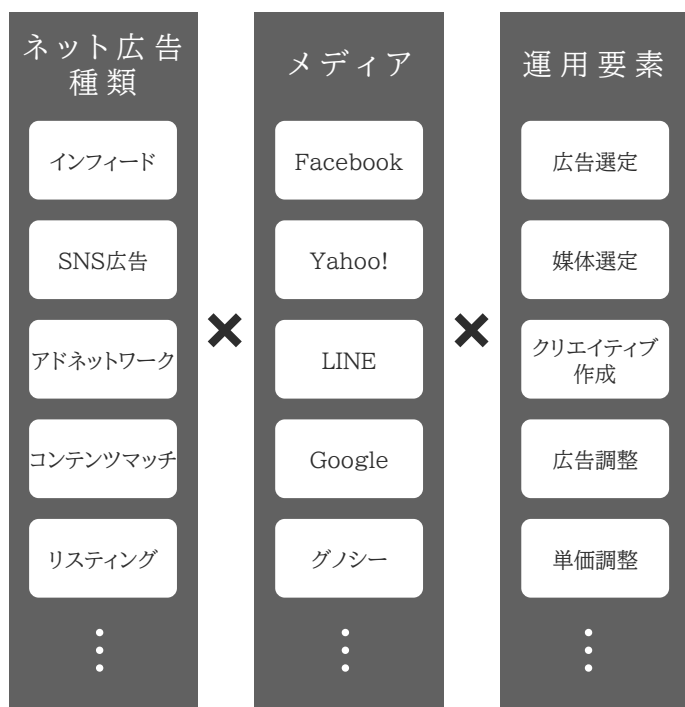 ネット広告
種類
インフィード
SNS広告
アドネットワーク
コンテンツマッチ
リスティング
×
メディア
Facebook
Yahoo!
LINE
Google
グノシー
×
運用要素
広告選定
媒体選定
クリエイティブ
作成
広告調整
単価調整